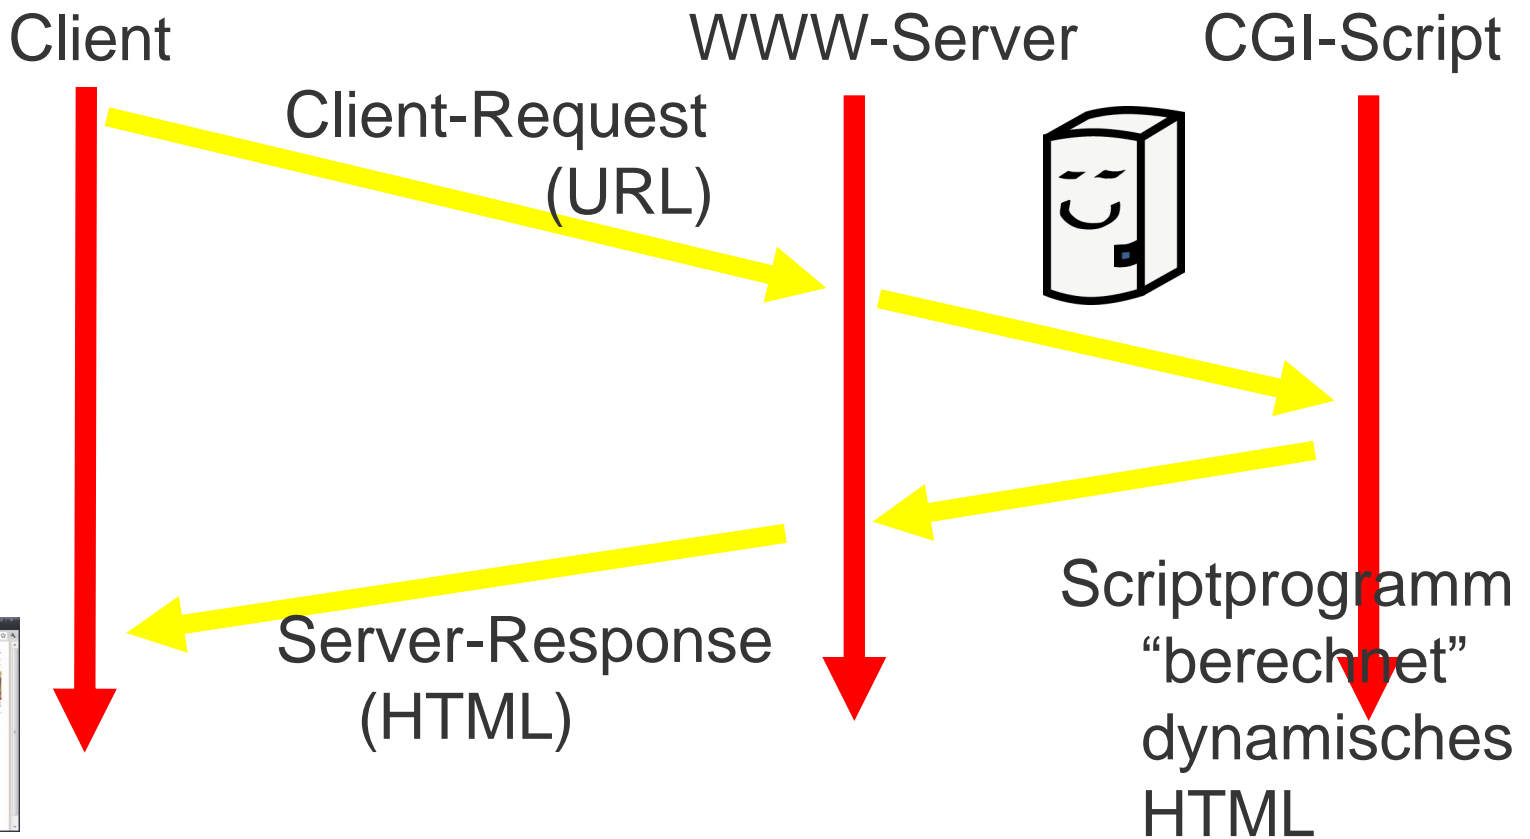 Client
WWW-Server
CGI-Script
Client-Request
(URL)
Server-Response
(HTML)
Scriptprogramm
“berechnet”
dynamisches
HTML